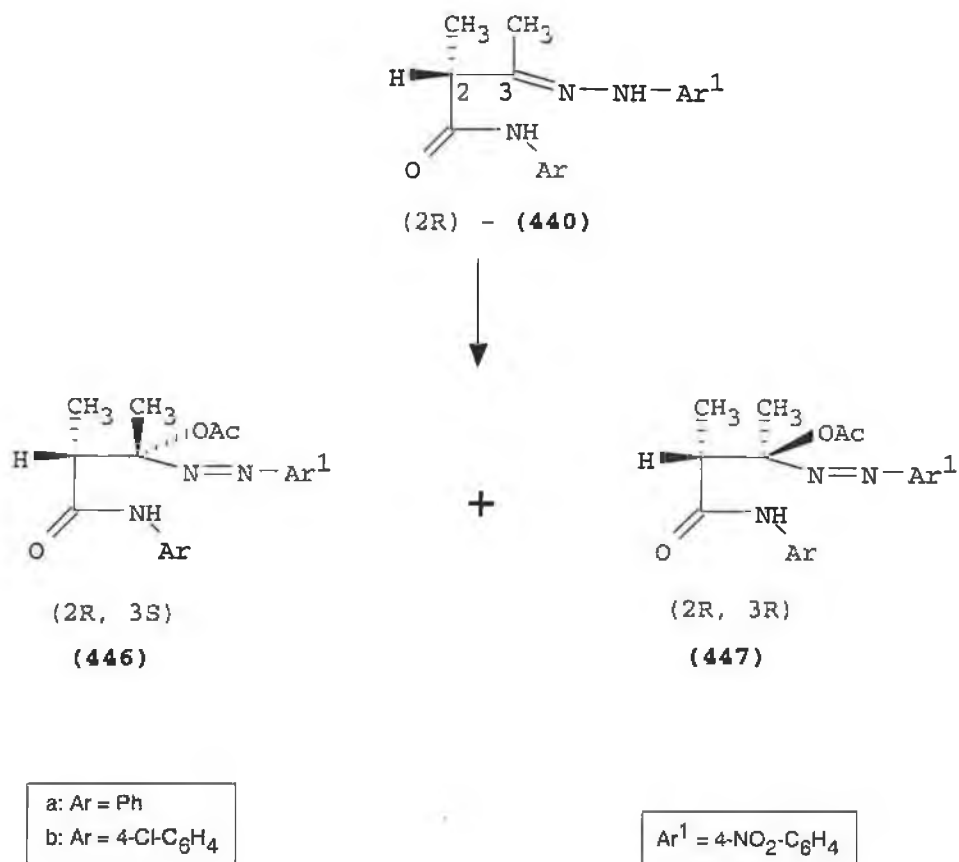 CH3 CH3
H 2 3 N NH Ar1
NH
O Ar
(2R) - (440)
CH3 CH3
OAc
H N N Ar1
NH
O Ar
(2R, 3S)
(446)
+
CH3 CH3
OAc
H N N Ar1
NH
O Ar
(2R, 3R)
(447)
a: Ar = Ph
b: Ar = 4-Cl-C6H4
Ar1 = 4-NO2-C6H4